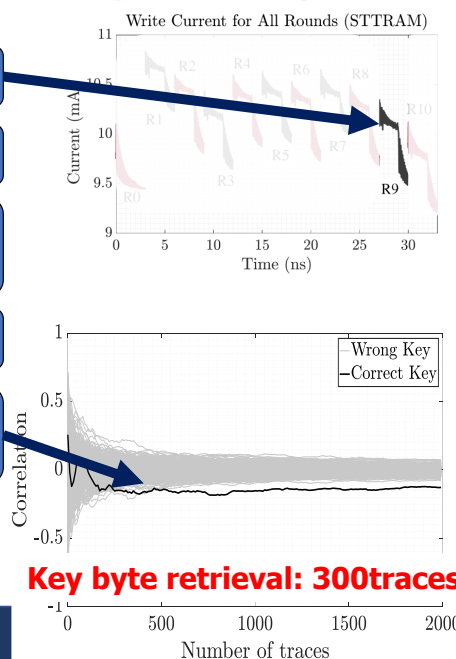 Write Current for All Rounds (STTRAM)
Current (mA)
11
10.5
10
9.5
9
R0
R1
R2
R3
R4
R5
R6
R7
R8
R9
R10
0 5 10 15 20 25 30
Time (ns)
Correlation
1
0.5
0
-0.5
-1
Wrong Key
Correct Key
Key byte retrieval: 300traces
0 500 1000 1500 2000
Number of traces